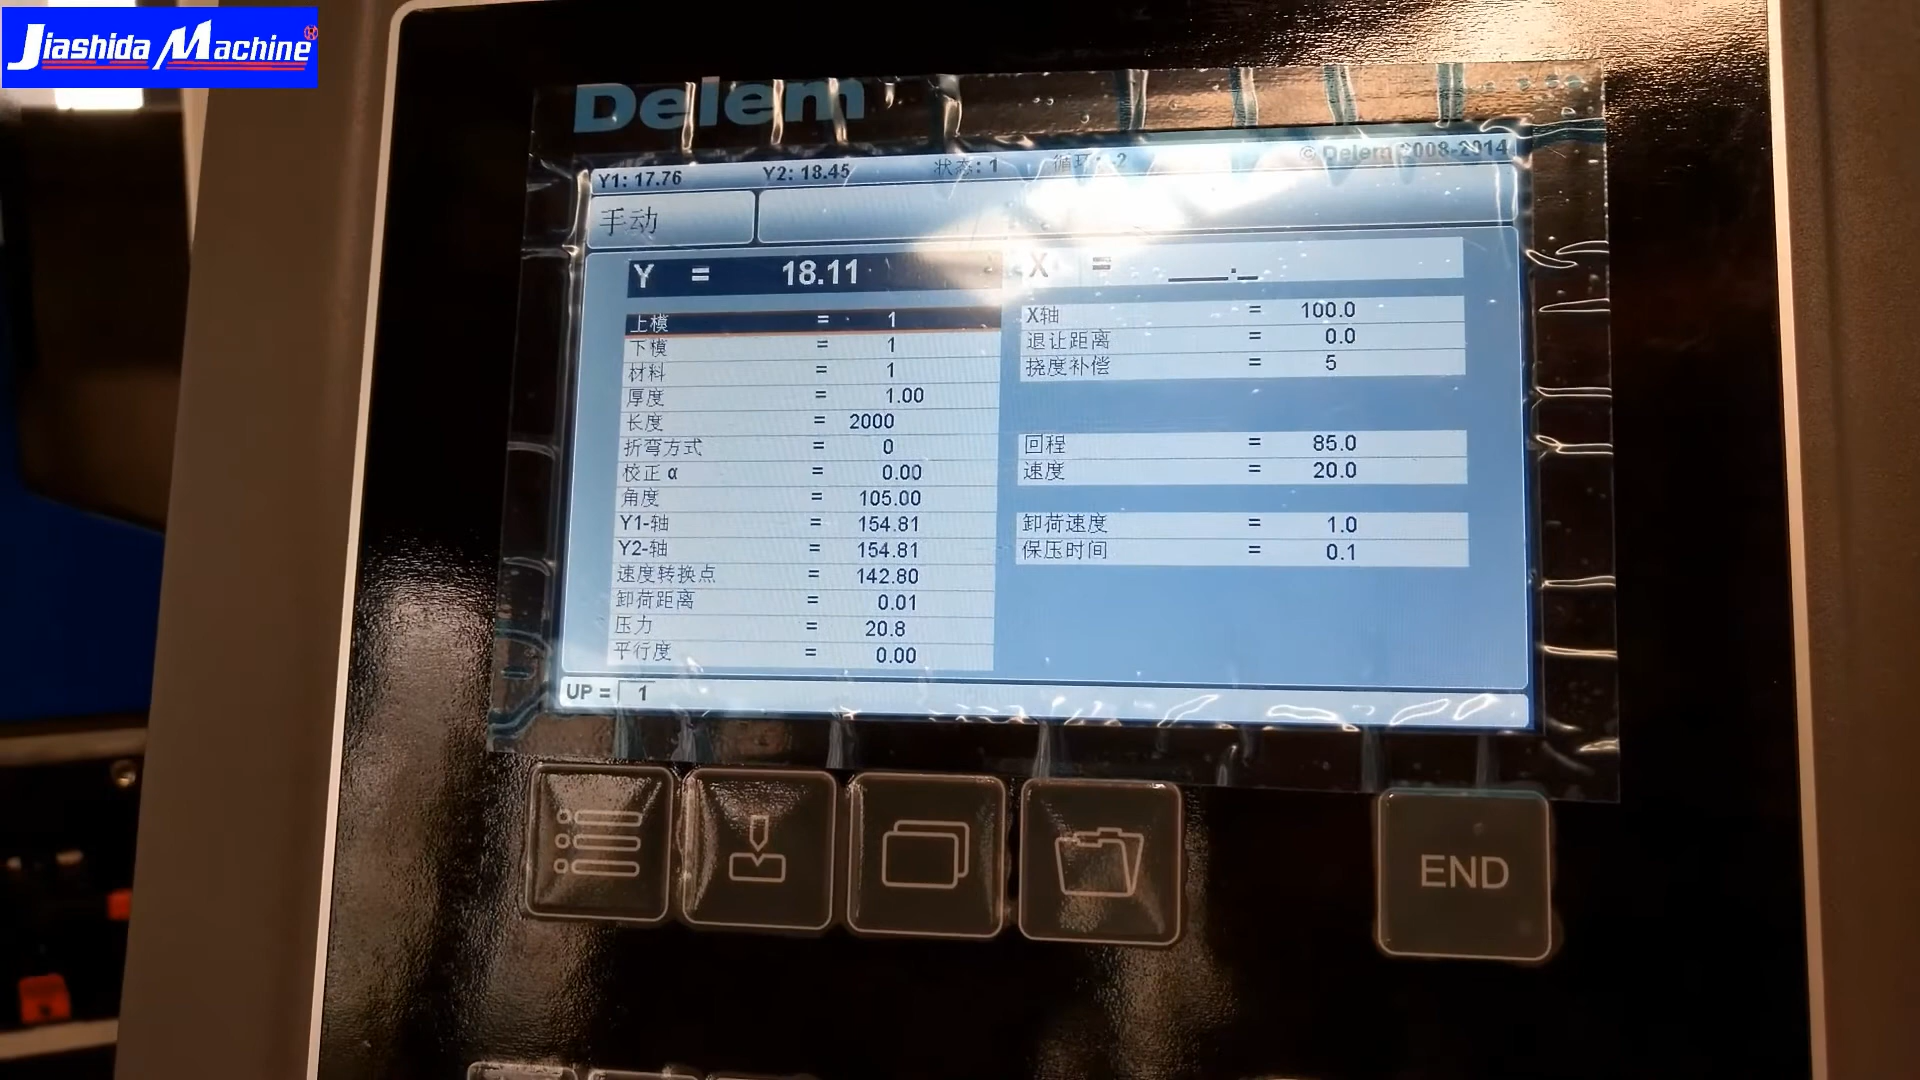 Jiashida Machine
Delem
Y1: 17.76 Y2: 18.45 状态: 1 循环: -2 © Delem 2008-2014
手动
Y = 18.11 X = ____._
上模 = 1
下模 = 1
材料 = 1
厚度 = 1.00
长度 = 2000
折弯方式 = 0
校正 α = 0.00
角度 = 105.00
Y1-轴 = 154.81
Y2-轴 = 154.81
速度转换点 = 142.80
卸荷距离 = 0.01
压力 = 20.8
平行度 = 0.00
X轴 = 100.0
退让距离 = 0.0
挠度补偿 = 5
回程 = 85.0
速度 = 20.0
卸荷速度 = 1.0
保压时间 = 0.1
UP = 1
END